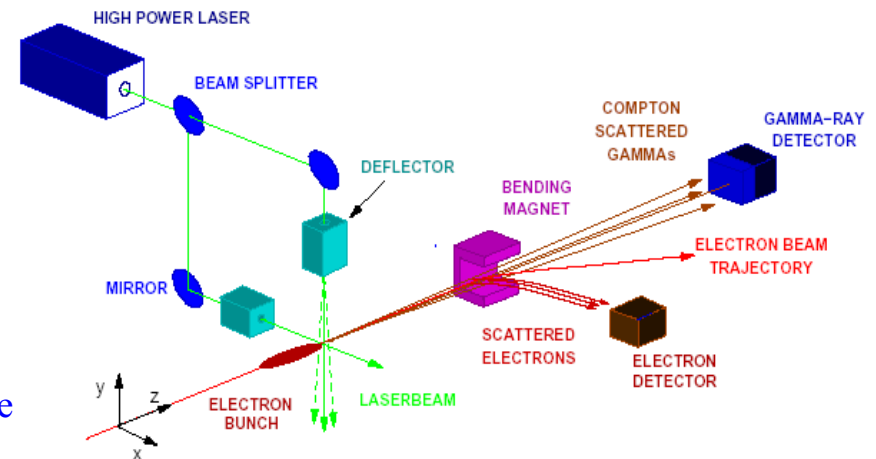 HIGH POWER LASER
BEAM SPLITTER
COMPTON
SCATTERED
GAMMAs
GAMMA-RAY
DETECTOR
DEFLECTOR
BENDING
MAGNET
ELECTRON BEAM
TRAJECTORY
MIRROR
SCATTERED
ELECTRONS
ELECTRON
DETECTOR
LASERBEAM
ELECTRON
BUNCH
y
z
x
e